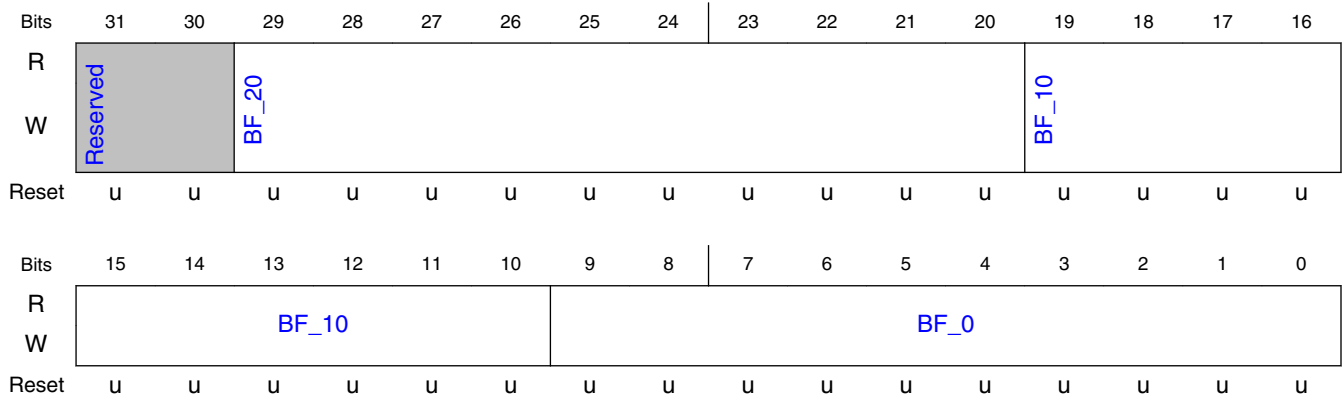 Bits 31 30 29 28 27 26 25 24 23 22 21 20 19 18 17 16
R
W
Reserved
BF_20
BF_10
Reset u u u u u u u u u u u u u u u u
Bits 15 14 13 12 11 10 9 8 7 6 5 4 3 2 1 0
R
W
BF_10 BF_0
Reset u u u u u u u u u u u u u u u u